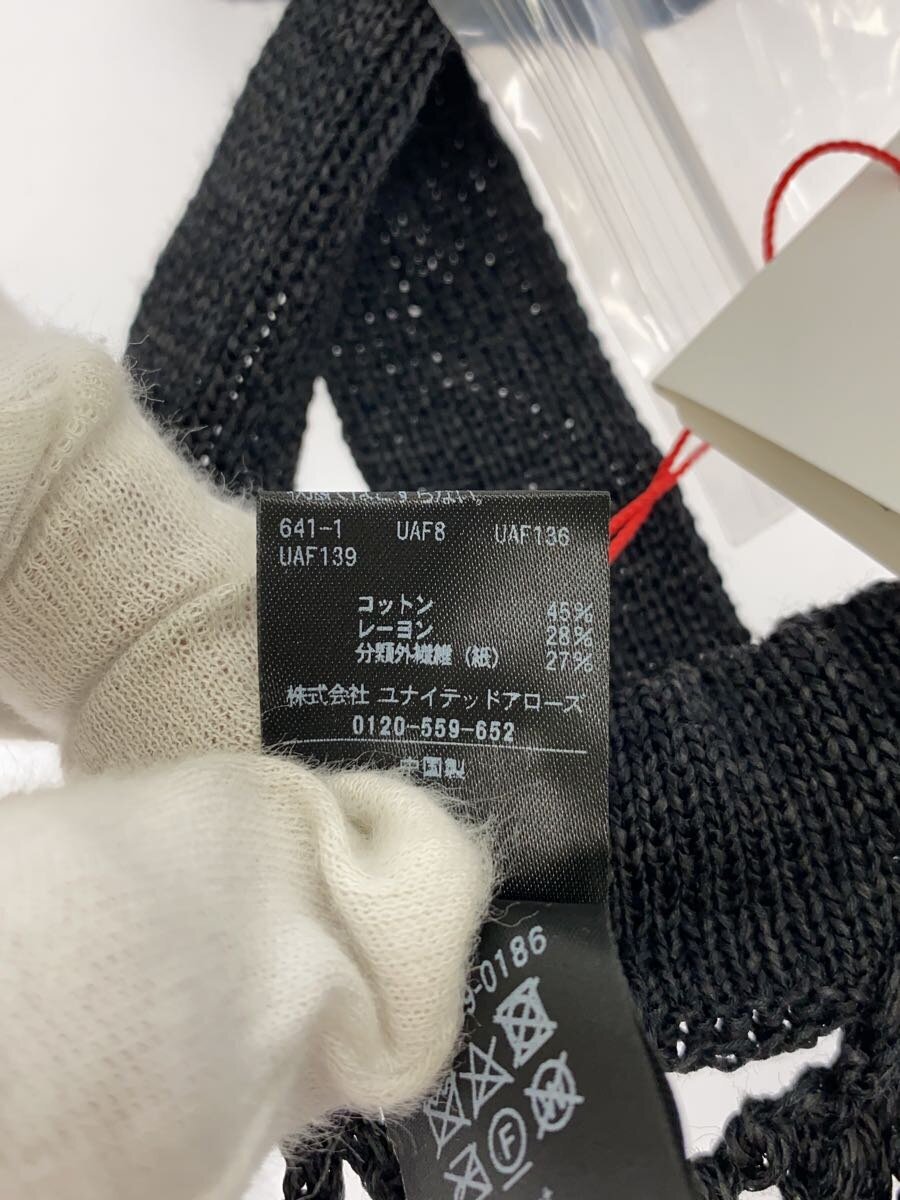 641-1 UAF8 UAF136
UAF139
コットン 45%
レーヨン 28%
分類外繊維（紙） 27%
株式会社 ユナイテッドアローズ
0120-559-652
中国製
9-0186
F